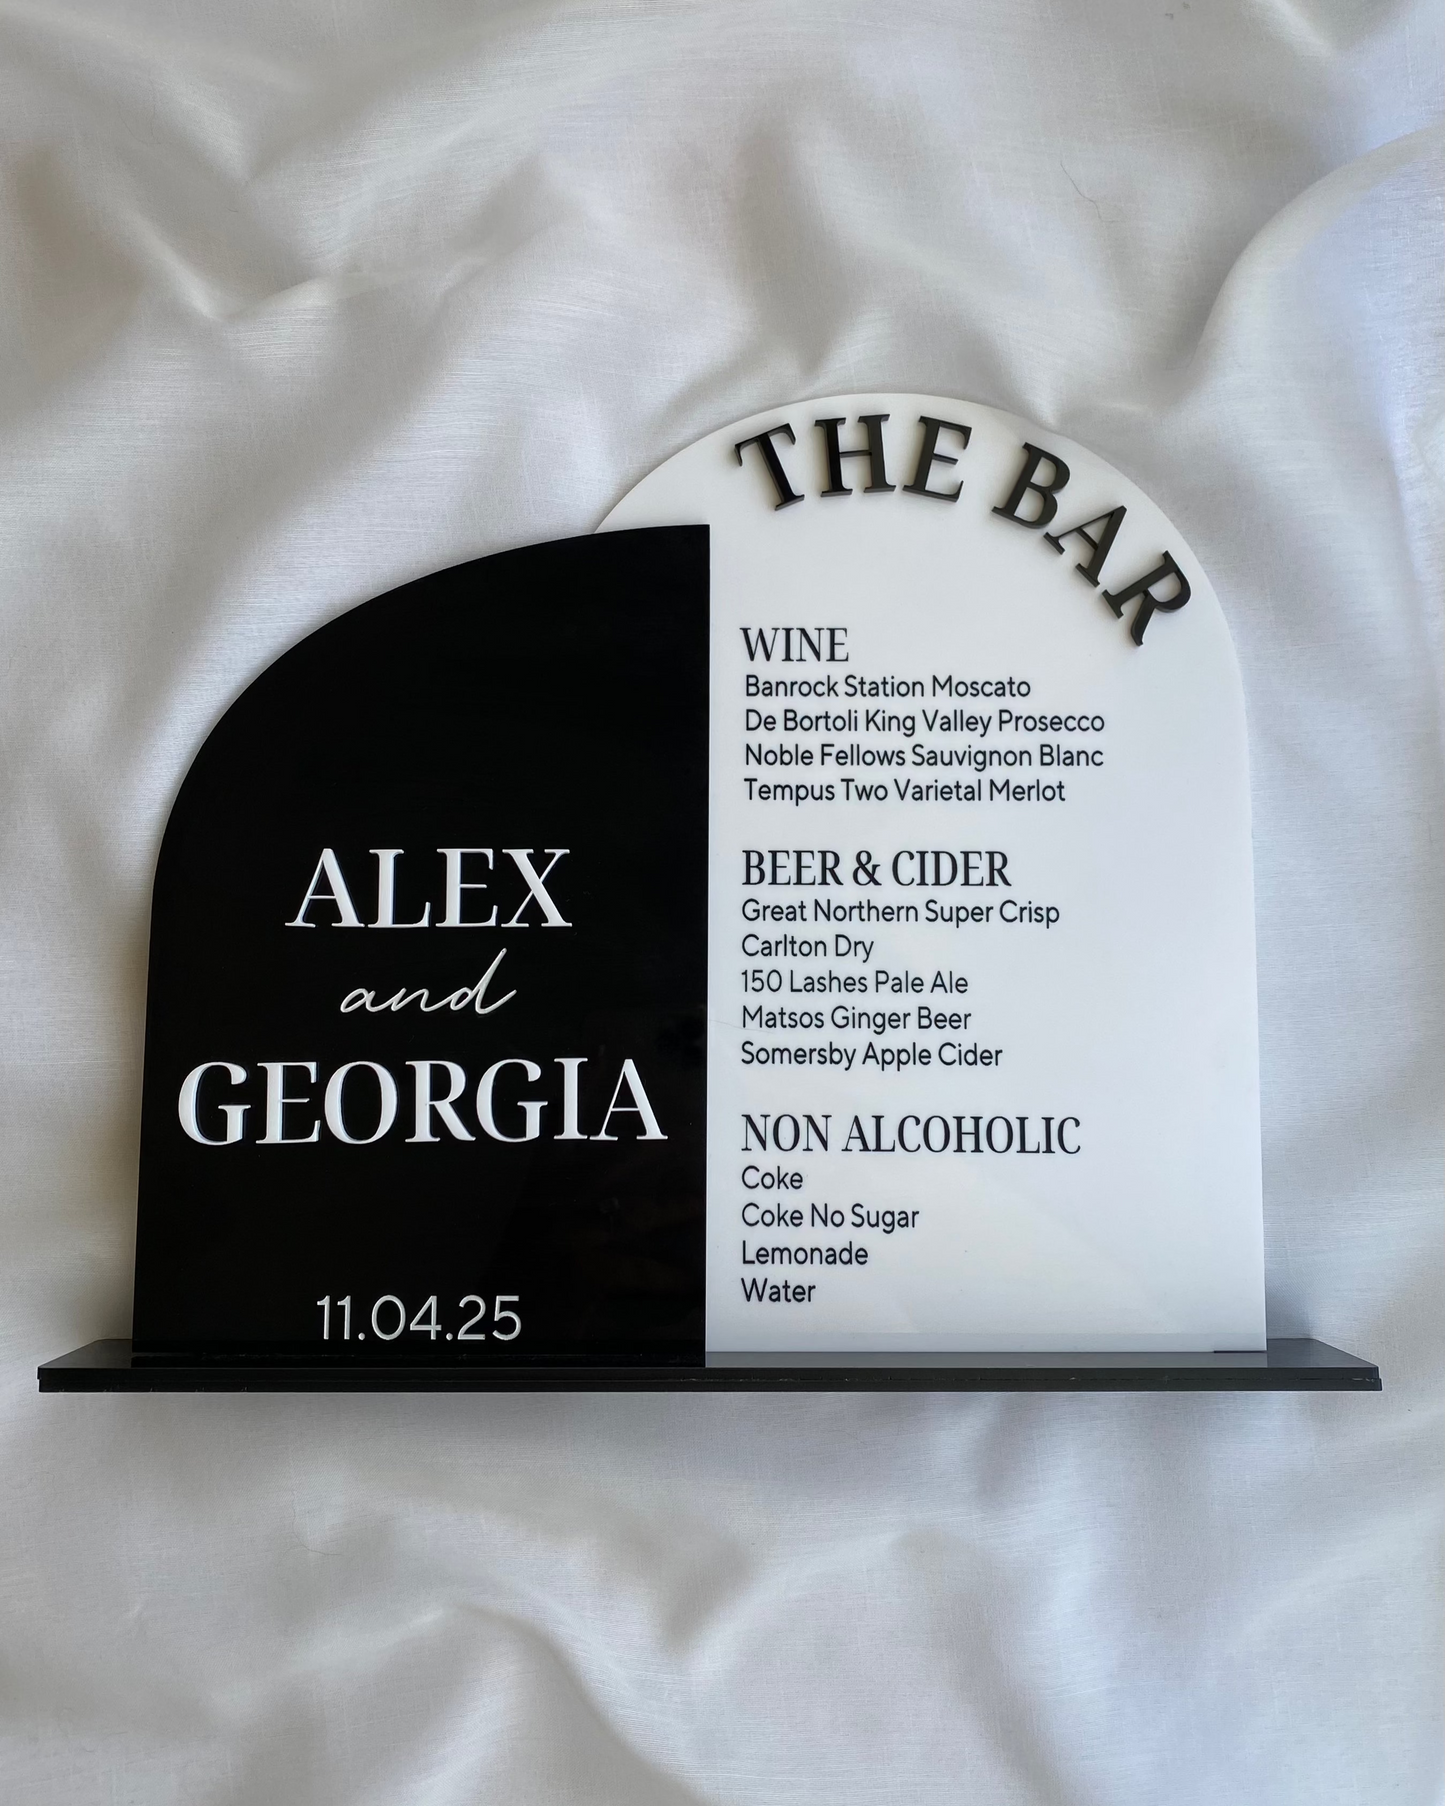 THE BAR
ALEX
and
GEORGIA
11.04.25
WINE
Banrock Station Moscato
De Bortoli King Valley Prosecco
Noble Fellows Sauvignon Blanc
Tempus Two Varietal Merlot
BEER & CIDER
Great Northern Super Crisp
Carlton Dry
150 Lashes Pale Ale
Matsos Ginger Beer
Somersby Apple Cider
NON ALCOHOLIC
Coke
Coke No Sugar
Lemonade
Water